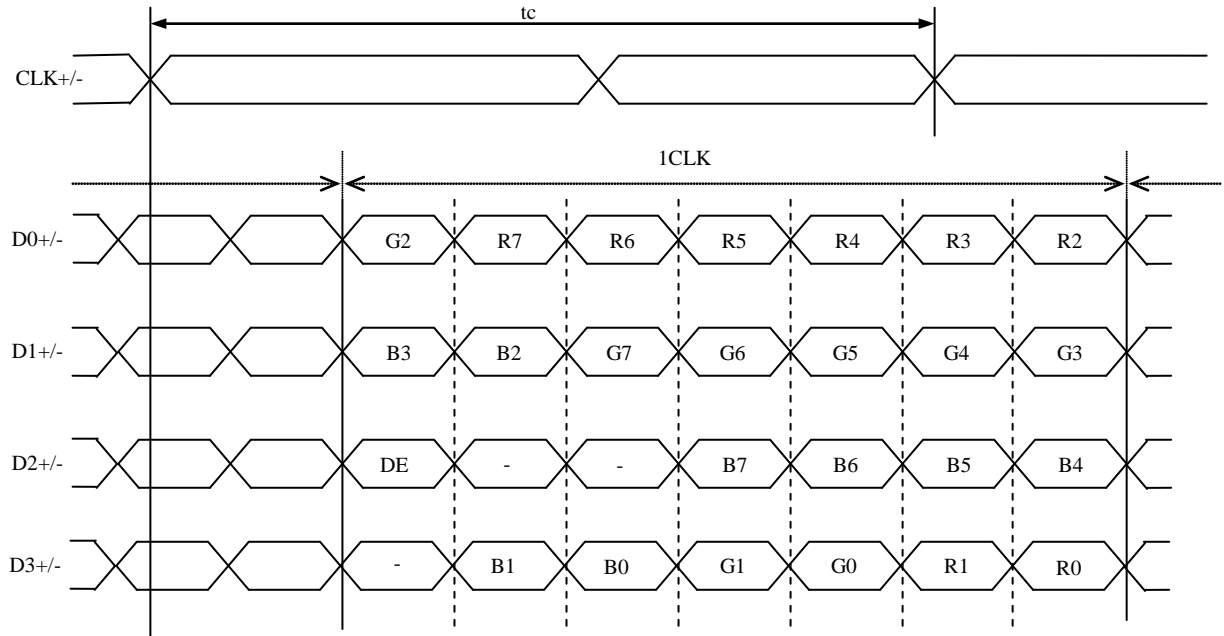 tc
CLK+/-
1CLK
D0+/- G2 R7 R6 R5 R4 R3 R2
D1+/- B3 B2 G7 G6 G5 G4 G3
D2+/- DE - - B7 B6 B5 B4
D3+/- - B1 B0 G1 G0 R1 R0